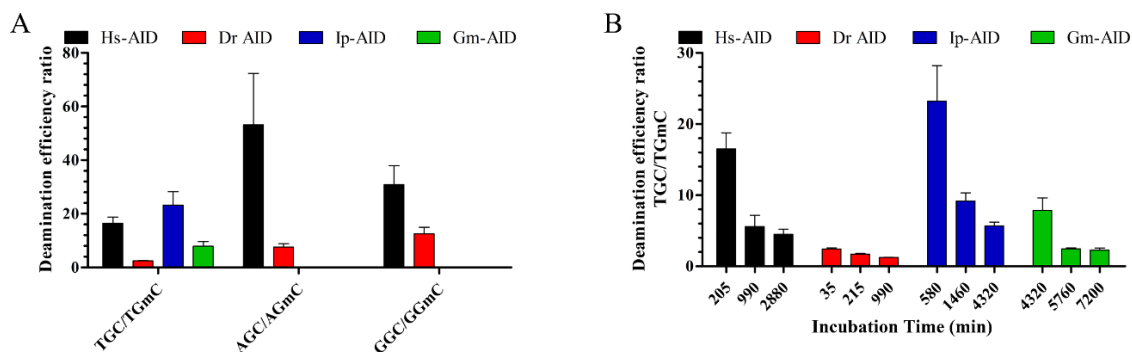 A
Hs-AID Dr AID Ip-AID Gm-AID
Deamination efficiency ratio
80
60
40
20
0
TGC/TGmC AGC/AGmC GGC/GGmC
B
Hs-AID Dr AID Ip-AID Gm-AID
Deamination efficiency ratio
TGC/TGmC
30
20
10
0
205 990 2880 35 215 990 580 1460 4320 4320 5760 7200
Incubation Time (min)